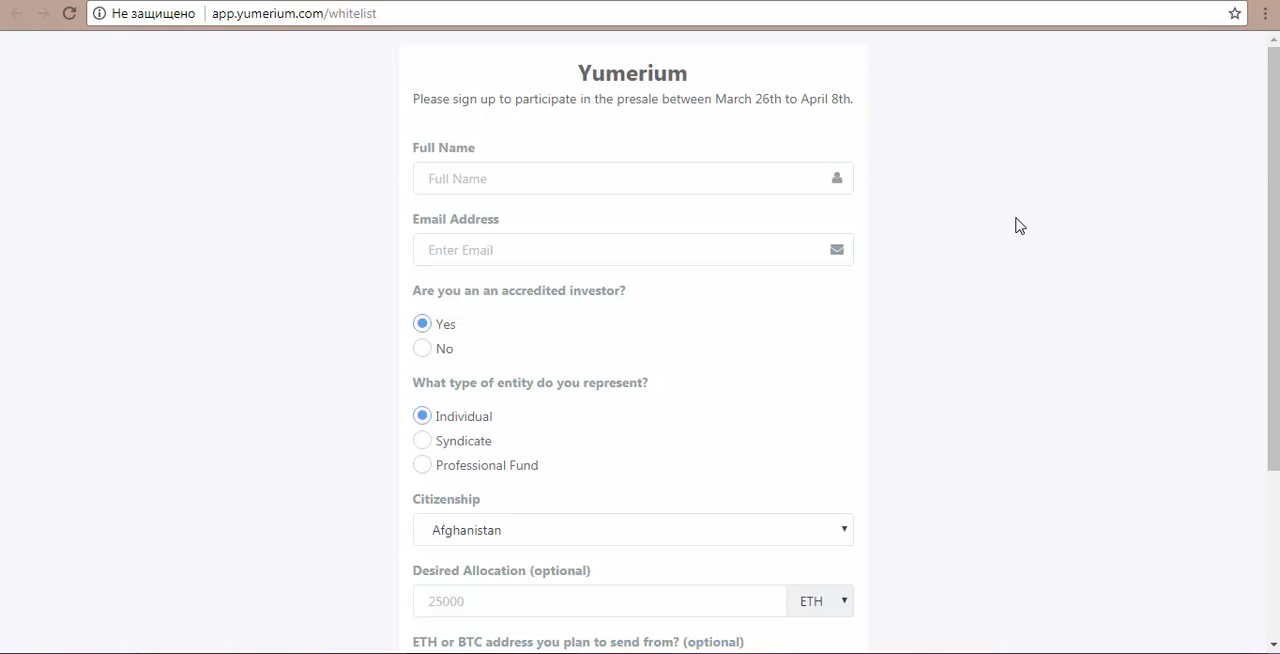 Не защищено
app.yumerium.com/whitelist
Yumerium
Please sign up to participate in the presale between March 26th to April 8th.
Full Name
Full Name
Email Address
Enter Email
Are you an an accredited investor?
Yes
No
What type of entity do you represent?
Individual
Syndicate
Professional Fund
Citizenship
Afghanistan
Desired Allocation (optional)
25000 ETH
ETH or BTC address you plan to send from? (optional)